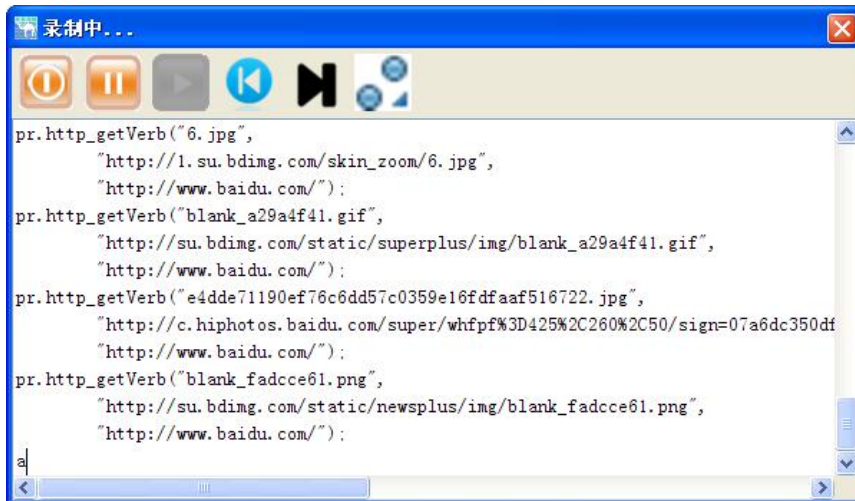 录制中...
pr.http_getVerb("6.jpg",
"http://1.su.bdimg.com/skin_zoom/6.jpg",
"http://www.baidu.com/");
pr.http_getVerb("blank_a29a4f41.gif",
"http://su.bdimg.com/static/superplus/img/blank_a29a4f41.gif",
"http://www.baidu.com/");
pr.http_getVerb("e4dde71190ef76c6dd57c0359e16fdfaaf516722.jpg",
"http://c.hiphotos.baidu.com/super/whfpf%3D425%2C260%2C50/sign=07a6dc350df
"http://www.baidu.com/");
pr.http_getVerb("blank_fadcce61.png",
"http://su.bdimg.com/static/newsplus/img/blank_fadcce61.png",
"http://www.baidu.com/");
a